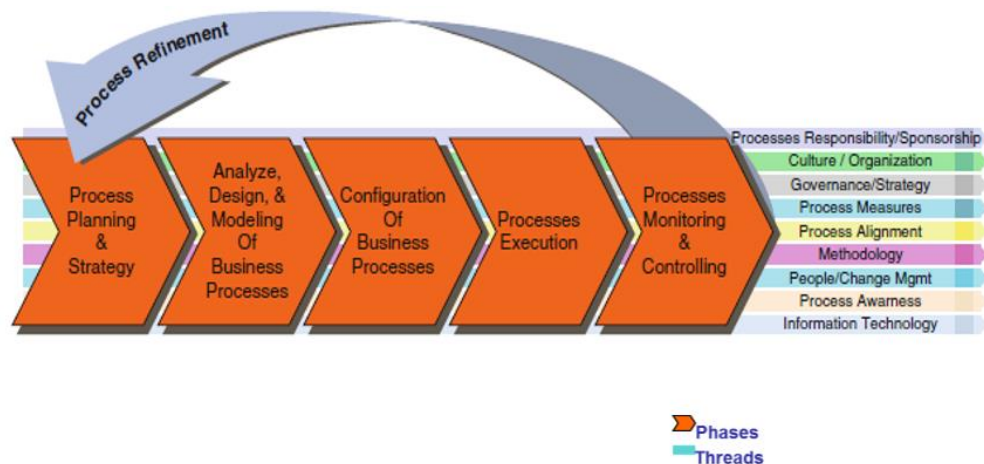 Process Refinement
Process
Planning
&
Strategy
Analyze,
Design, &
Modeling
Of
Business
Processes
Configuration
Of
Business
Processes
Processes
Execution
Processes
Monitoring
&
Controlling
Processes Responsibility/Sponsorship
Culture / Organization
Governance/Strategy
Process Measures
Process Alignment
Methodology
People/Change Mgmt
Process Awarness
Information Technology
Phases
Threads